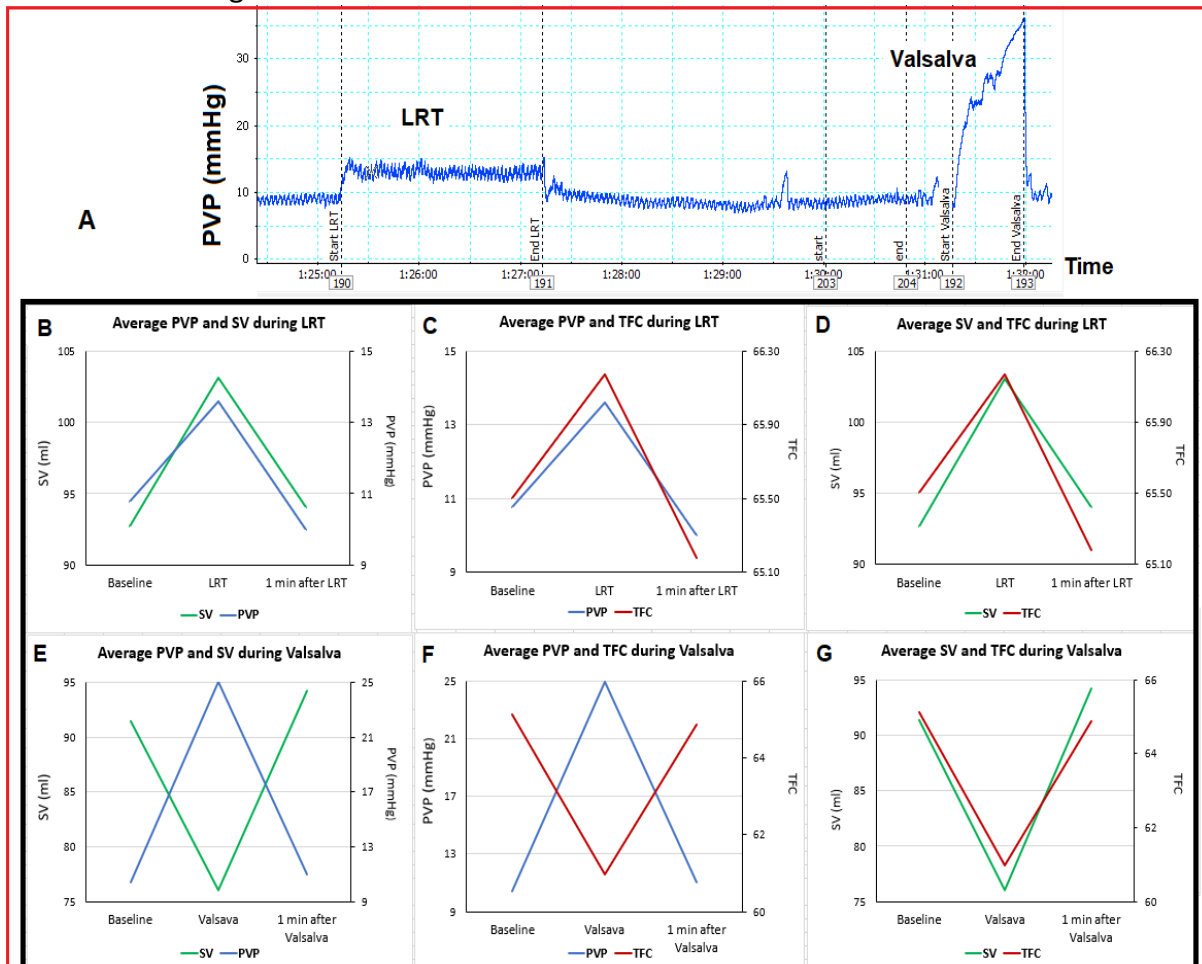 A
PVP (mmHg)
30
20
10
0
LRT
Valsalva
Start LRT
End LRT
start
end
Start Valsalva
End Valsalva
1:25:00
1:26:00
1:27:00
1:28:00
1:29:00
1:30:00
1:31:00
1:32:00
Time
190
191
203
204
192
193
B
Average PVP and SV during LRT
105
100
95
90
SV (ml)
15
13
11
9
PVP (mmHg)
Baseline
LRT
1 min after LRT
SV
PVP
C
Average PVP and TFC during LRT
15
13
11
9
PVP (mmHg)
66.30
65.90
65.50
65.10
TFC
Baseline
LRT
1 min after LRT
PVP
TFC
D
Average SV and TFC during LRT
105
100
95
90
SV (ml)
66.30
65.90
65.50
65.10
TFC
Baseline
LRT
1 min after LRT
SV
TFC
E
Average PVP and SV during Valsalva
95
90
85
80
75
SV (ml)
25
21
17
13
9
PVP (mmHg)
Baseline
Valsava
1 min after
Valsalva
SV
PVP
F
Average PVP and TFC during Valsalva
25
21
17
13
9
PVP (mmHg)
66
64
62
60
TFC
Baseline
Valsava
1 min after
Valsalva
PVP
TFC
G
Average SV and TFC during Valsalva
95
90
85
80
75
SV (ml)
66
64
62
60
TFC
Baseline
Valsava
1 min after
Valsalva
SV
TFC